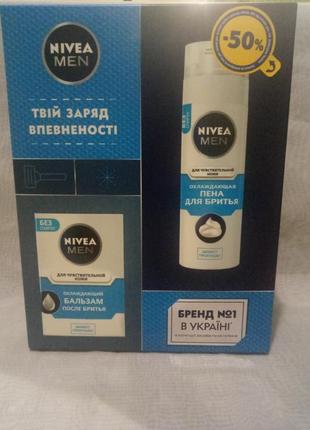 NIVEA
MEN
-50%
ТВІЙ ЗАРЯД
ВПЕВНЕНОСТІ
NIVEA
MEN
ДЛЯ ЧУВСТВИТЕЛЬНОЙ
КОЖИ
ОХЛАЖДАЮЩАЯ
ПЕНА
ДЛЯ БРИТЬЯ
БЕЗ
NIVEA
MEN
ДЛЯ ЧУВСТВИТЕЛЬНОЙ
КОЖИ
ОХЛАЖДАЮЩИЙ
БАЛЬЗАМ
ПОСЛЕ БРИТЬЯ
БРЕНД №1
В УКРАЇНІ